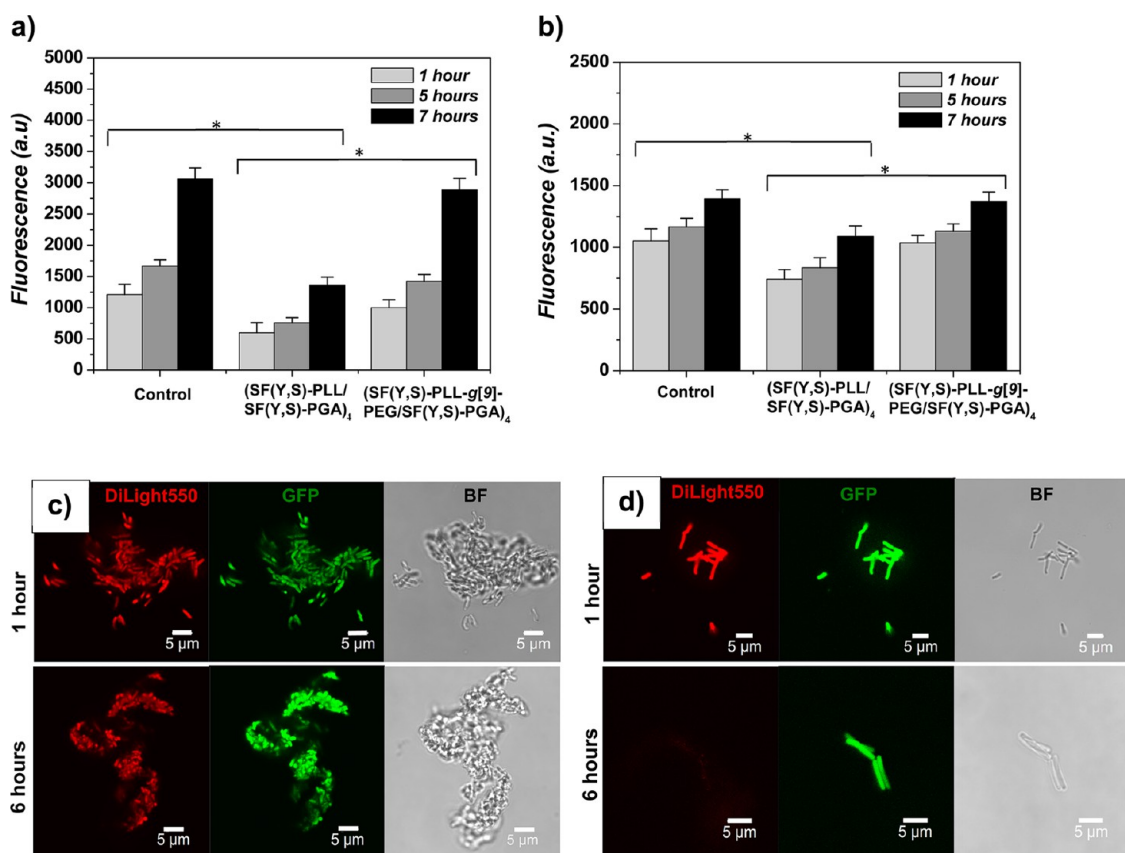 a)
5000
4500
4000
3500
3000
2500
2000
1500
1000
500
0
Fluorescence (a.u)
1 hour
5 hours
7 hours
*
*
Control
(SF(Y,S)-PLL/
SF(Y,S)-PGA)4
(SF(Y,S)-PLL-g[9]-
PEG/SF(Y,S)-PGA)4
b)
2500
2000
1500
1000
500
0
Fluorescence (a.u.)
1 hour
5 hours
7 hours
*
*
Control
(SF(Y,S)-PLL/
SF(Y,S)-PGA)4
(SF(Y,S)-PLL-g[9]-
PEG/SF(Y,S)-PGA)4
c)
DiLight550
GFP
BF
1 hour
5 µm
5 µm
5 µm
6 hours
5 µm
5 µm
5 µm
d)
DiLight550
GFP
BF
1 hour
5 µm
5 µm
5 µm
6 hours
5 µm
5 µm
5 µm